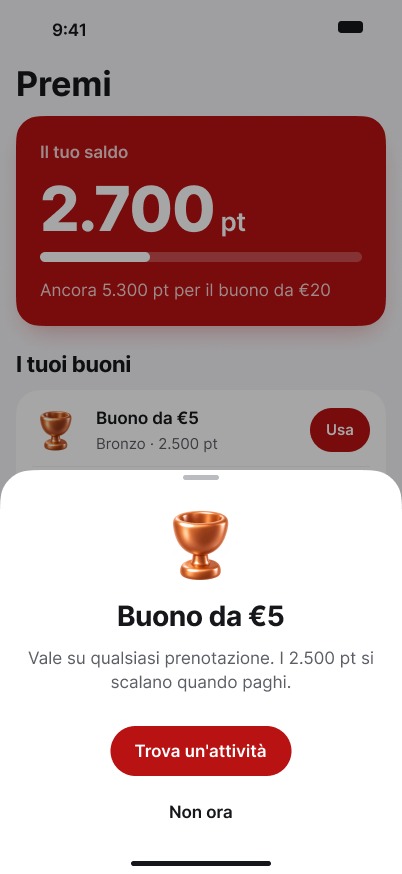 9:41
Premi
Il tuo saldo
2.700 pt
Ancora 5.300 pt per il buono da €20
I tuoi buoni
Buono da €5
Bronzo · 2.500 pt
Usa
Buono da €5
Vale su qualsiasi prenotazione. I 2.500 pt si
scalano quando paghi.
Trova un'attività
Non ora